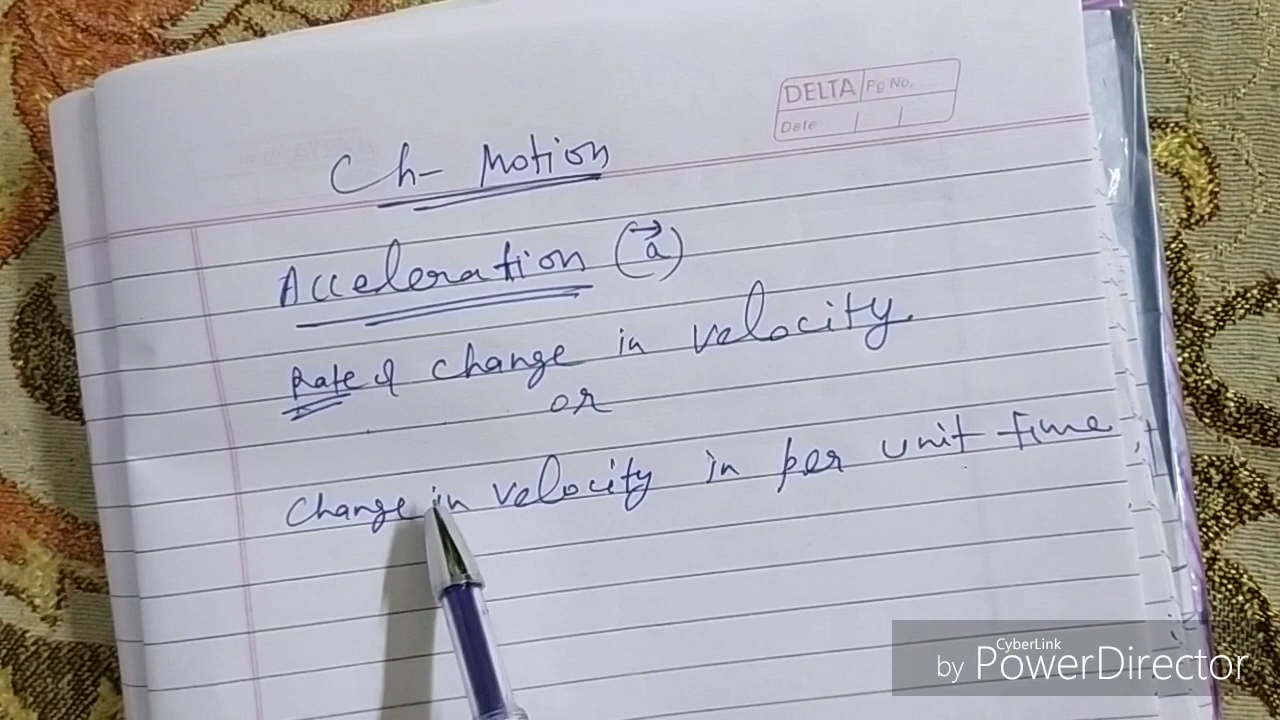 DELTA Pg No.
Date
Ch- Motion
Acceleration (a⃗)
Rate of change in velocity.
or
Change in velocity in per unit time
CyberLink
by PowerDirector